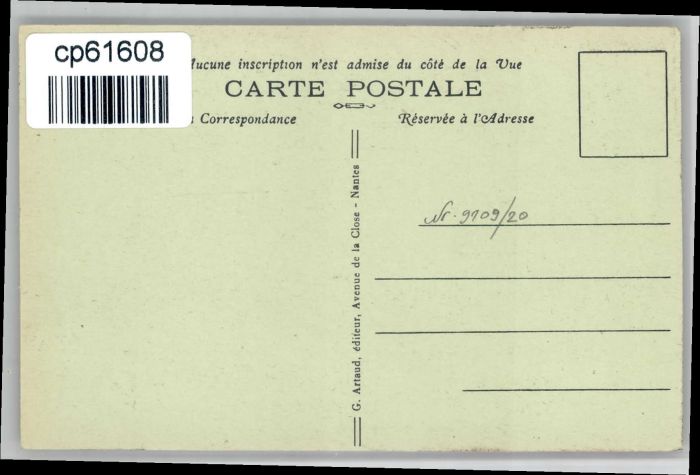 cp61608
Aucune inscription n'est admise du côté de la Vue
CARTE POSTALE
Correspondance
Réservée à l'Adresse
G. Artaud, éditeur, Avenue de la Close - Nantes
Nr. 9109/20